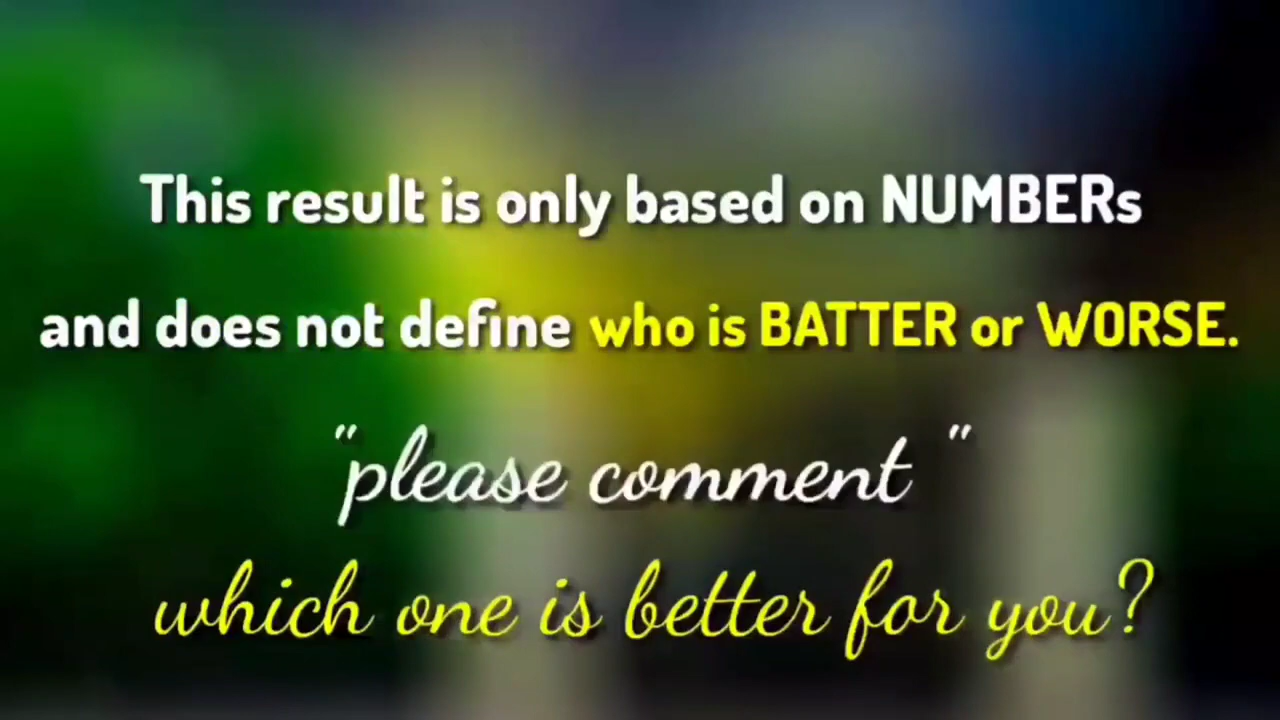 This result is only based on NUMBERs
and does not define who is BATTER or WORSE.
"please comment "
which one is better for you?